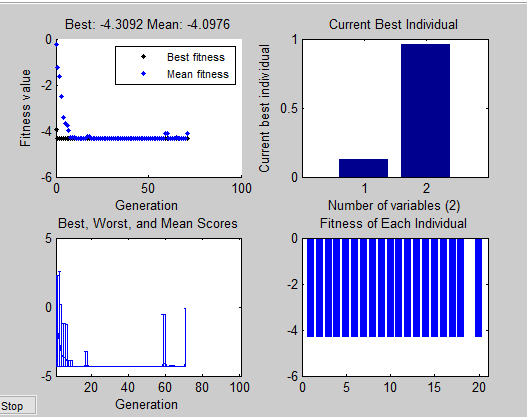 Best: -4.3092 Mean: -4.0976
0
-2
-4
-6
Fitness value
Best fitness
Mean fitness
0 50 100
Generation
Current Best Individual
1
0.5
0
Current best individual
1 2
Number of variables (2)
Best, Worst, and Mean Scores
5
0
-5
20 40 60 80 100
Generation
Fitness of Each Individual
0
-2
-4
-6
0 5 10 15 20
Stop